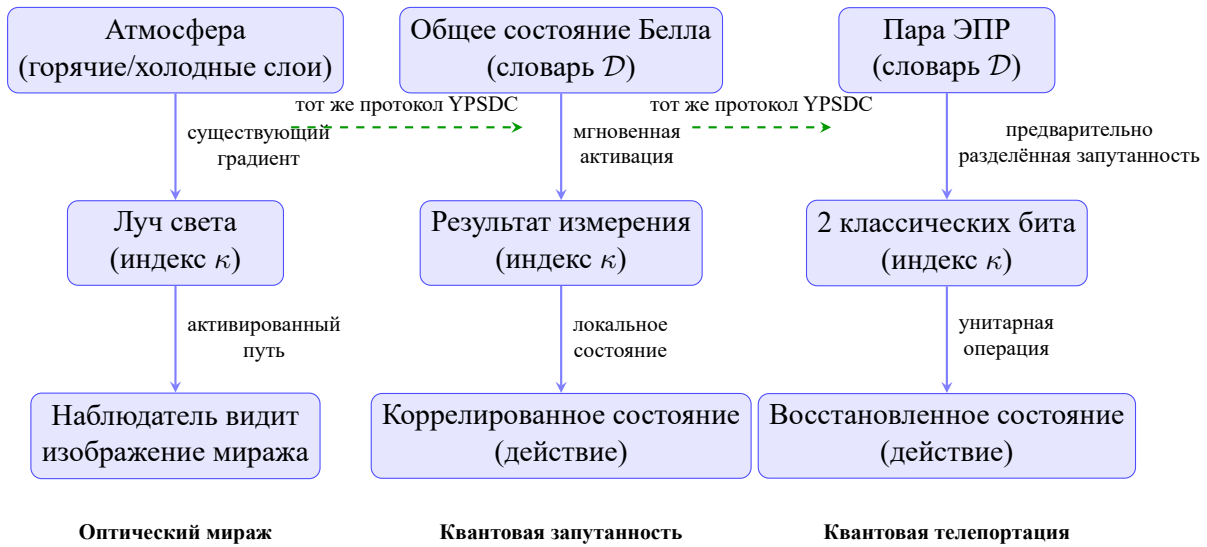 Атмосфера
(горячие/холодные слои)
Общее состояние Белла
(словарь 𝒟)
Пара ЭПР
(словарь 𝒟)
тот же протокол YPSDC
тот же протокол YPSDC
существующий
градиент
мгновенная
активация
предварительно
разделённая запутанность
Луч света
(индекс κ)
Результат измерения
(индекс κ)
2 классических бита
(индекс κ)
активированный
путь
локальное
состояние
унитарная
операция
Наблюдатель видит
изображение миража
Коррелированное состояние
(действие)
Восстановленное состояние
(действие)
Оптический мираж
Квантовая запутанность
Квантовая телепортация